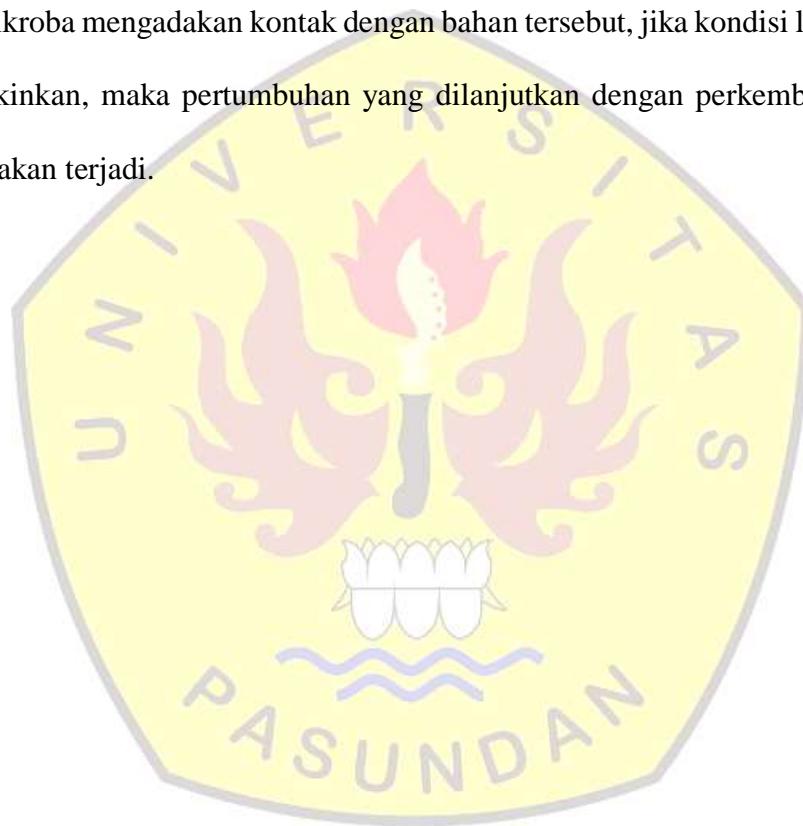 kroba mengadakan kontak dengan bahan tersebut, jika kondisi l
kinkan, maka pertumbuhan yang dilanjutkan dengan perkemb
akan terjadi.
UNIVERSITAS
PASUNDAN